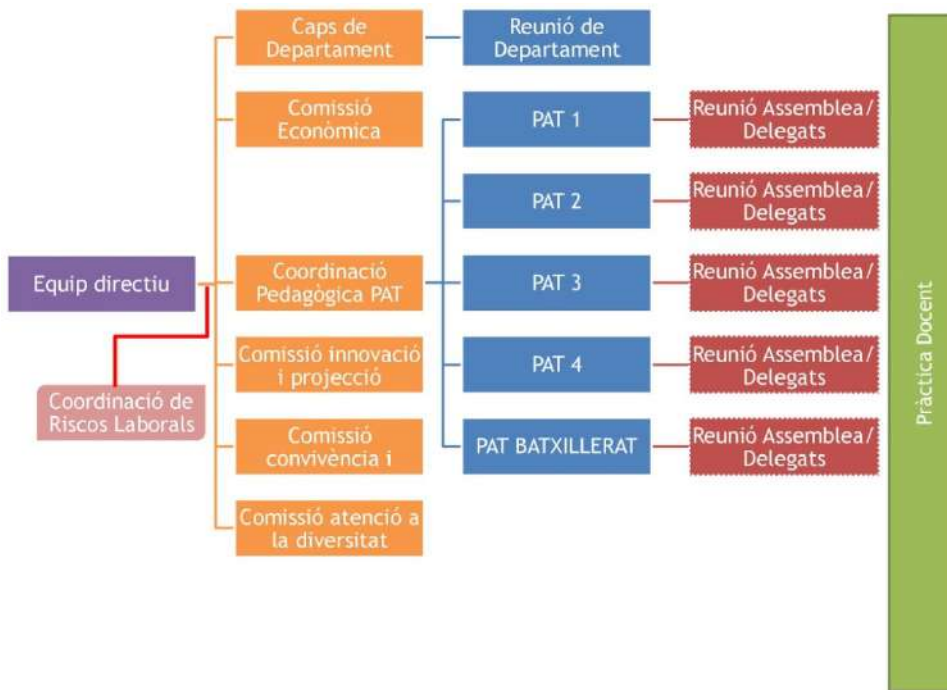 Caps de
Departament
Reunió de
Departament
Comissió
Econòmica
PAT 1
Reunió Assemblea/
Delegats
PAT 2
Reunió Assemblea/
Delegats
Equip directiu
Coordinació
Pedagògica PAT
PAT 3
Reunió Assemblea/
Delegats
Comissió innovació
i projecció
PAT 4
Reunió Assemblea/
Delegats
Coordinació de
Riscos Laborals
Comissió
convivència i
PAT BATXILLERAT
Reunió Assemblea/
Delegats
Comissió atenció a
la diversitat
Pràctica Docent